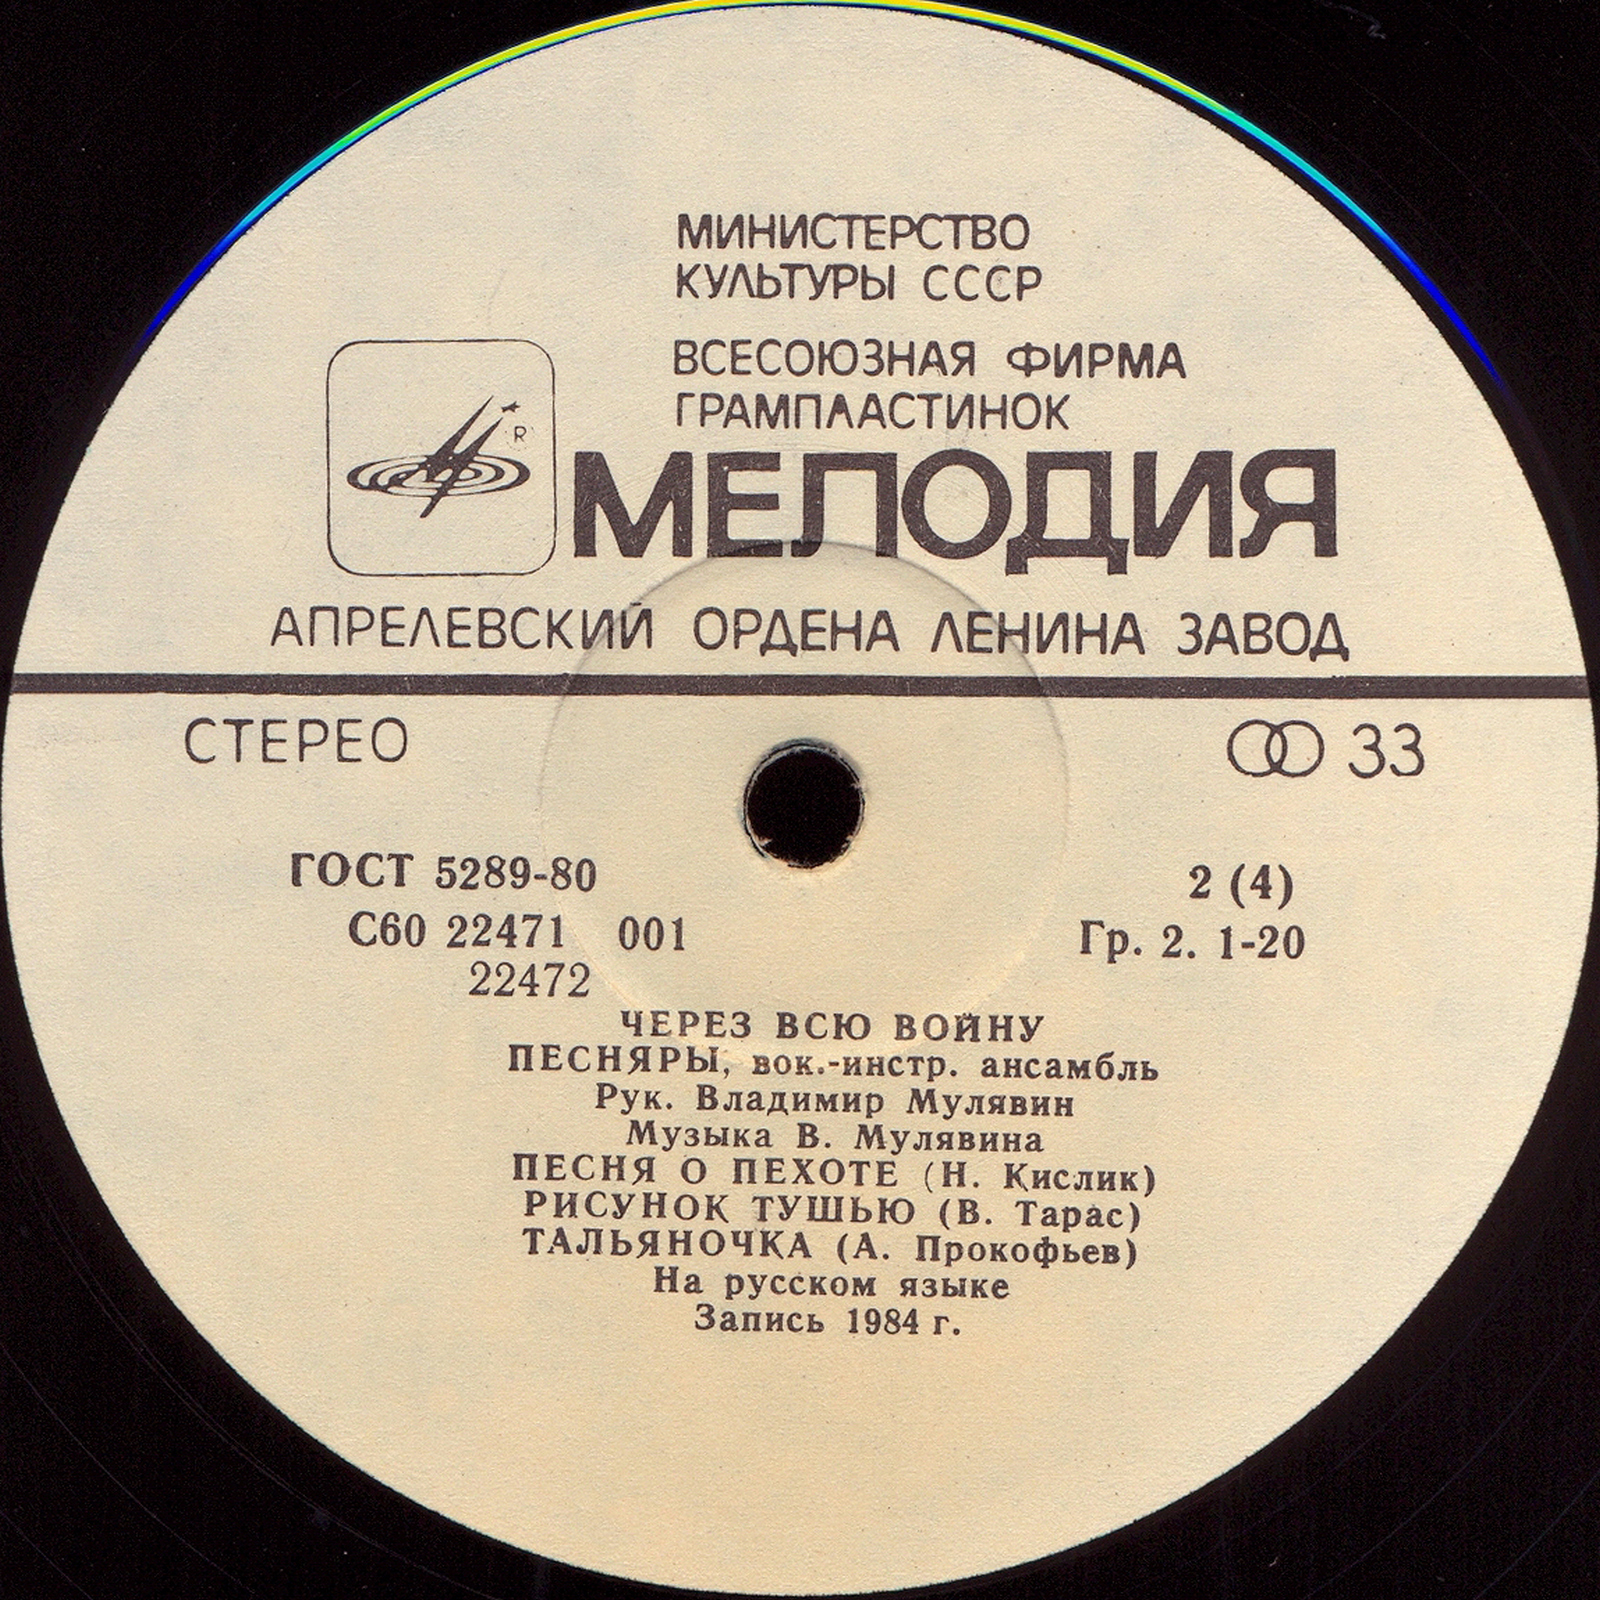 МИНИСТЕРСТВО
КУЛЬТУРЫ СССР
ВСЕСОЮЗНАЯ ФИРМА
ГРАМПЛАСТИНОК
R
МЕЛОДИЯ
АПРЕЛЕВСКИЙ ОРДЕНА ЛЕНИНА ЗАВОД
СТЕРЕО
33
ГОСТ 5289-80
2 (4)
С60 22471 001
Гр. 2. 1-20
22472
ЧЕРЕЗ ВСЮ ВОЙНУ
ПЕСНЯРЫ, вок.-инстр. ансамбль
Рук. Владимир Мулявин
Музыка В. Мулявина
ПЕСНЯ О ПЕХОТЕ (Н. Кислик)
РИСУНОК ТУШЬЮ (В. Тарас)
ТАЛЬЯНОЧКА (А. Прокофьев)
На русском языке
Запись 1984 г.